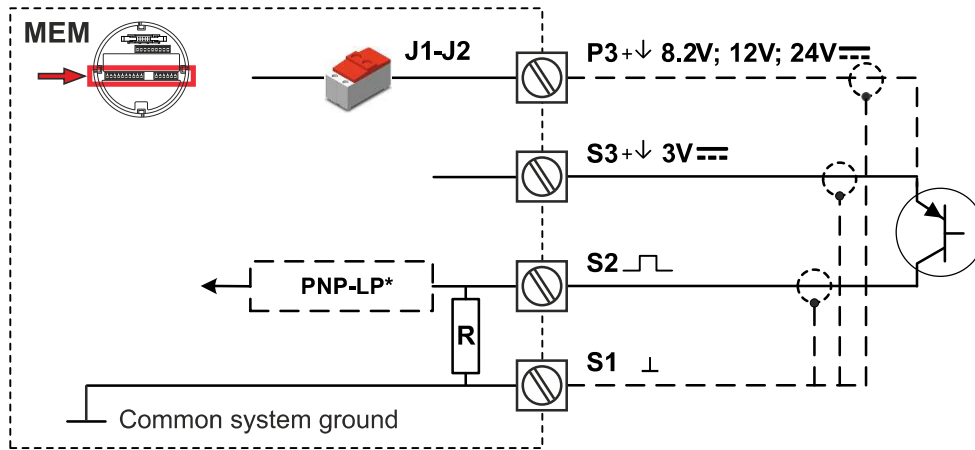 MEM
J1-J2
P3 +↓ 8.2V; 12V; 24V
S3 +↓ 3V
S2
PNP-LP*
R
S1
Common system ground